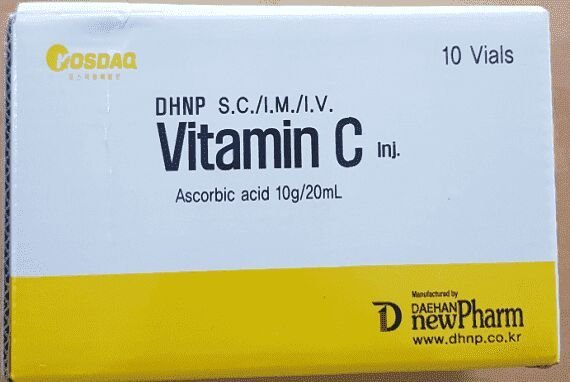 KOSDAQ
10 Vials
DHNP S.C./I.M./I.V.
Vitamin C Inj.
Ascorbic acid 10g/20mL
Manufactured by
DAEHAN
newPharm
www.dhnp.co.kr